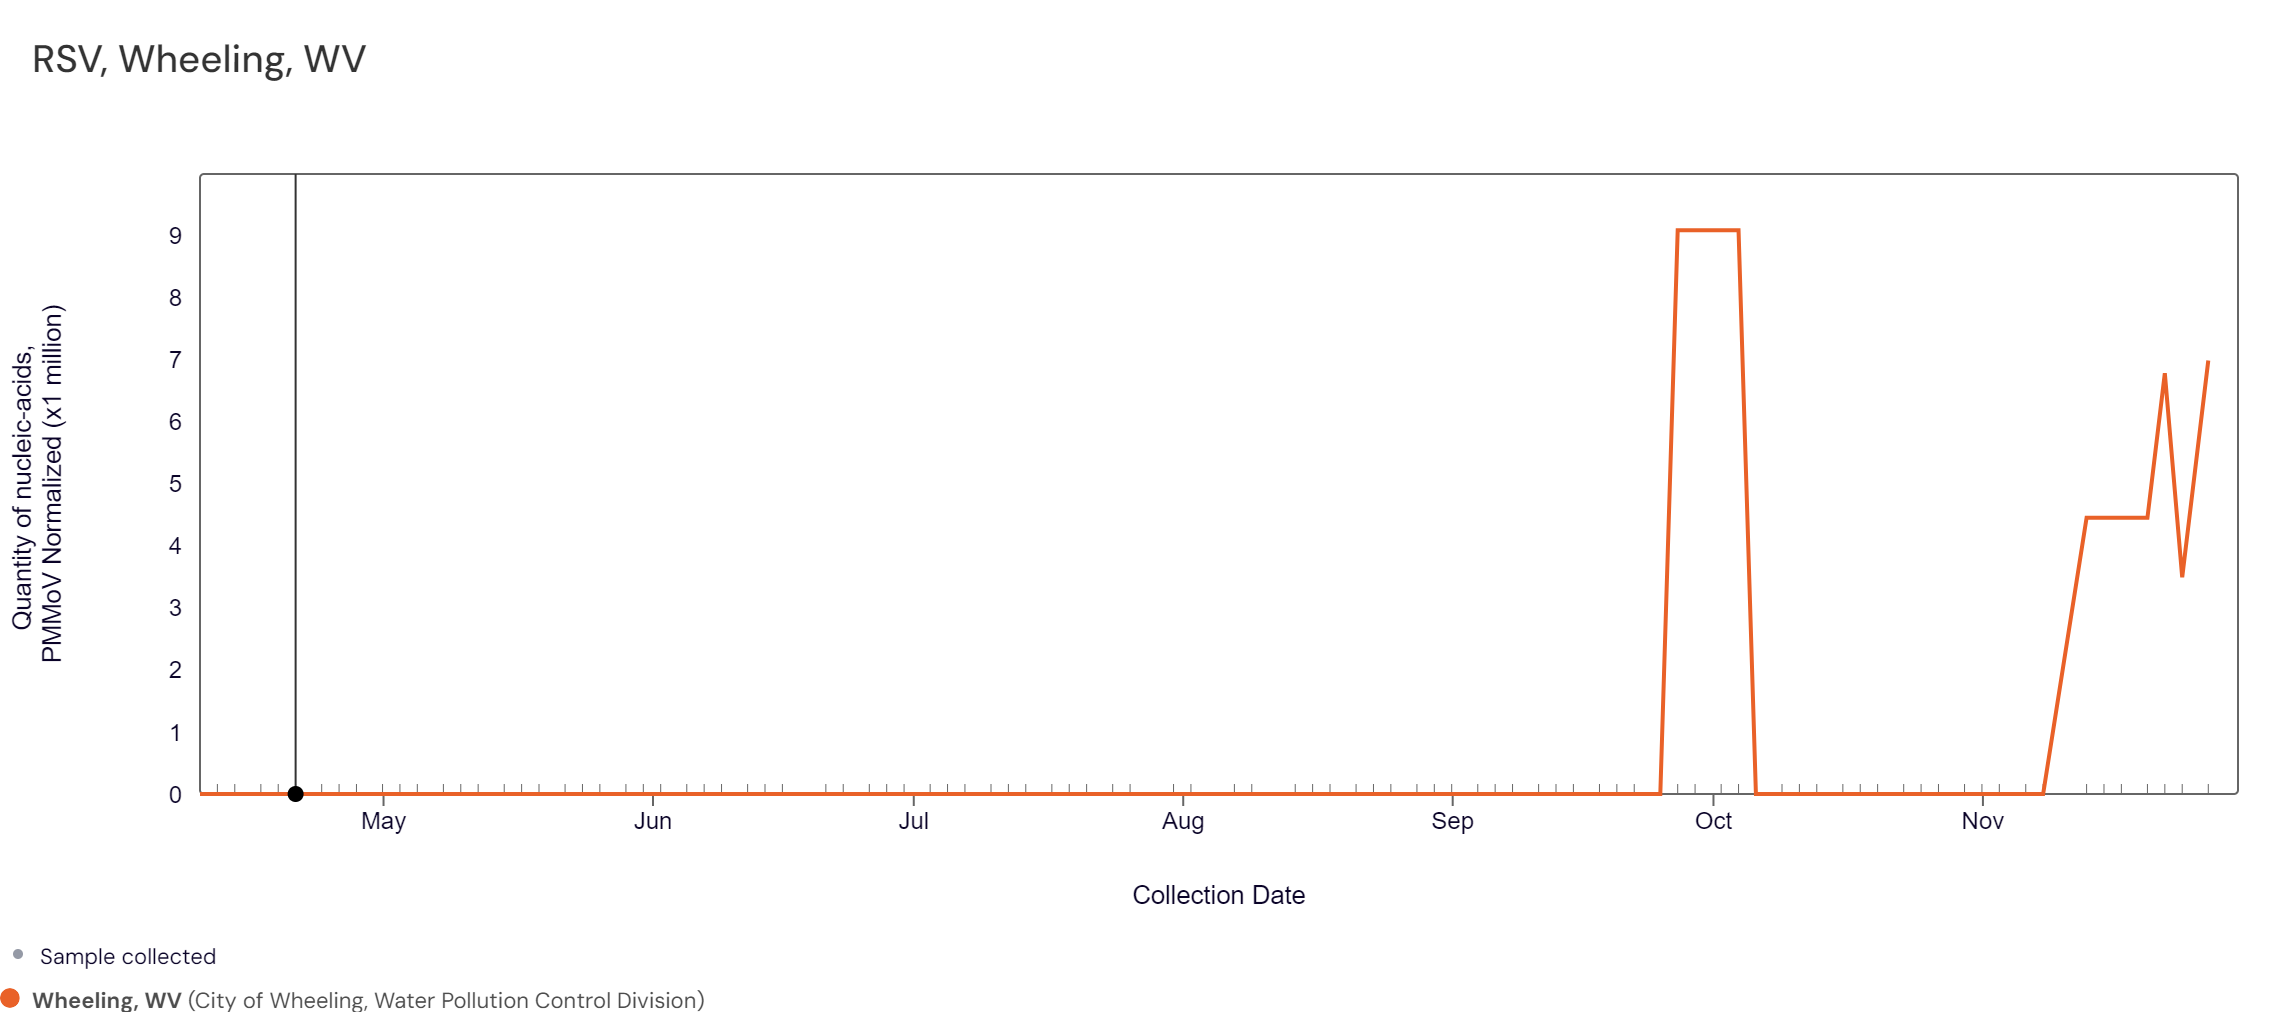 RSV, Wheeling, WV
Quantity of nucleic-acids,
PMMoV Normalized (x1 million)
9
8
7
6
5
4
3
2
1
0
May Jun Jul Aug Sep Oct Nov
Collection Date
Sample collected
Wheeling, WV (City of Wheeling, Water Pollution Control Division)